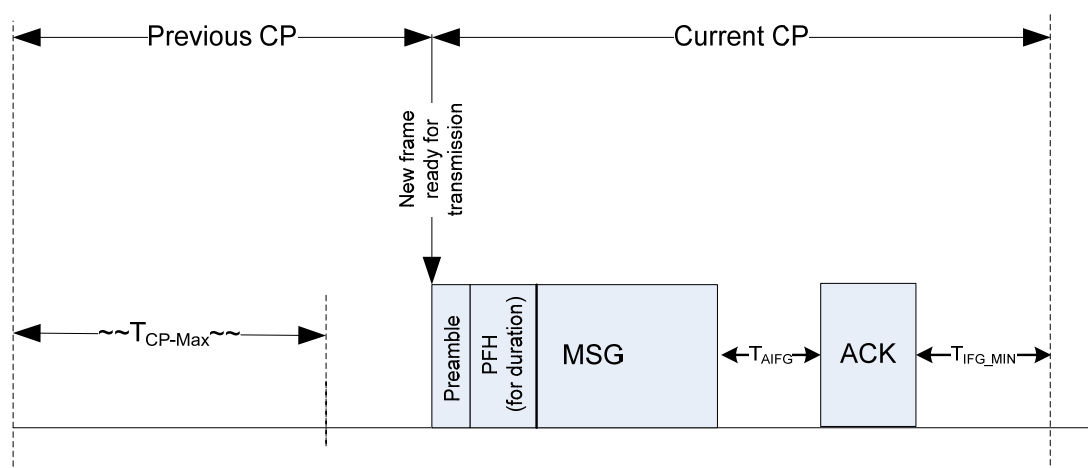 Previous CP
Current CP
New frame
ready for
transmission
~~TCP-Max~~
Preamble
PFH
(for duration)
MSG
TAIFG
ACK
TIFG_MIN